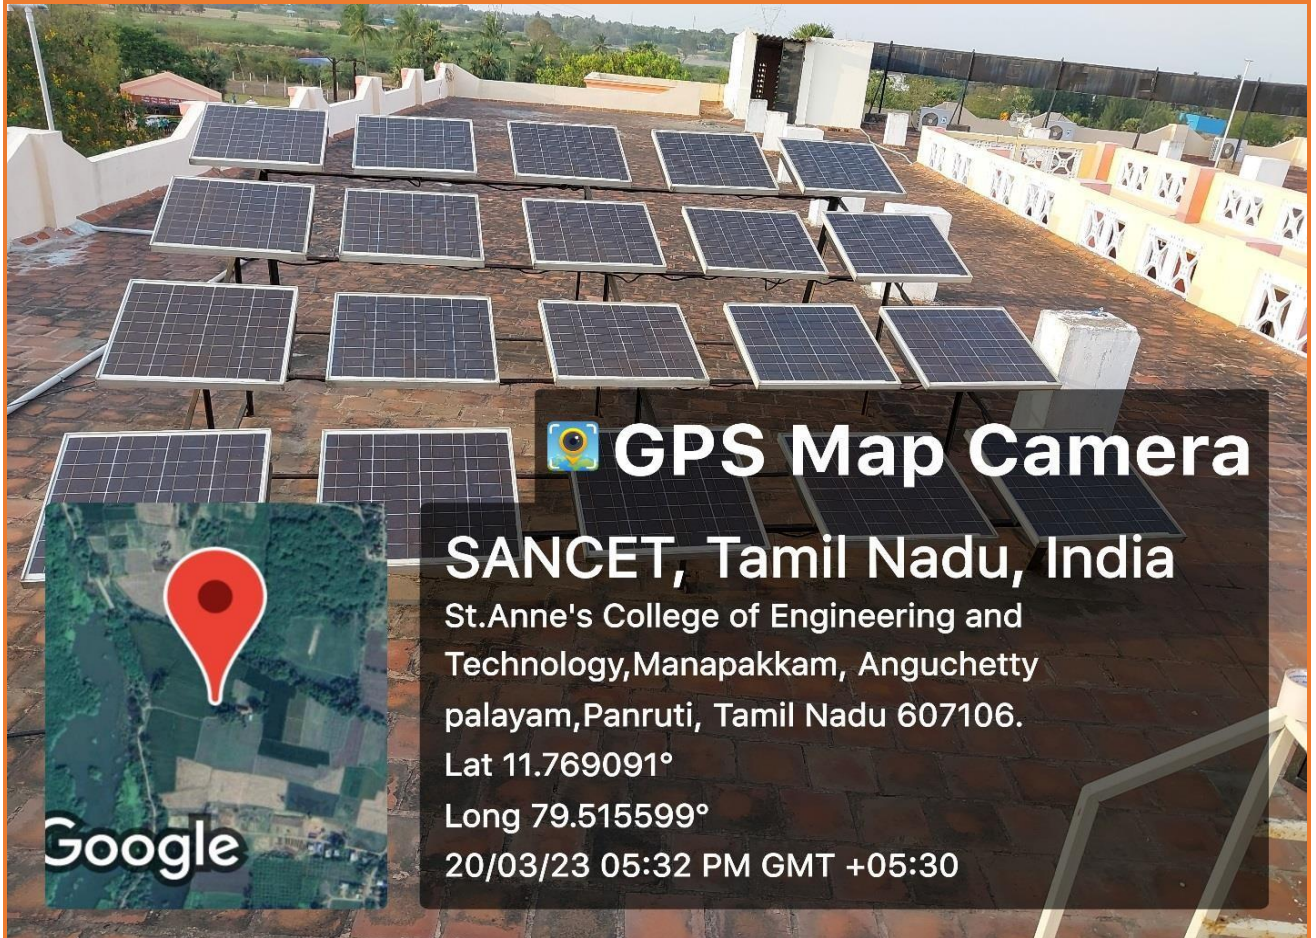 GPS Map Camera
SANCET, Tamil Nadu, India
St.Anne's College of Engineering and
Technology,Manapakkam, Anguchetty
palayam,Panruti, Tamil Nadu 607106.
Lat 11.769091°
Long 79.515599°
20/03/23 05:32 PM GMT +05:30
Google